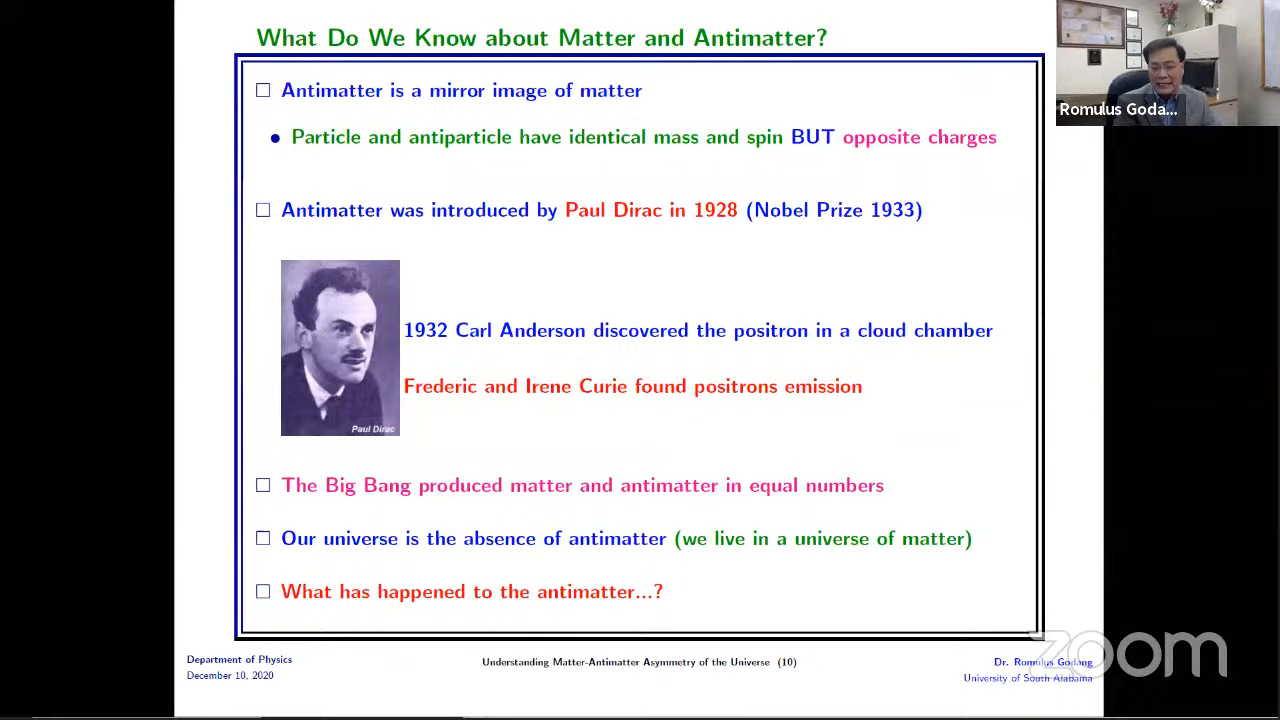 What Do We Know about Matter and Antimatter?
Antimatter is a mirror image of matter
Particle and antiparticle have identical mass and spin BUT opposite charges
Antimatter was introduced by Paul Dirac in 1928 (Nobel Prize 1933)
1932 Carl Anderson discovered the positron in a cloud chamber
Frederic and Irene Curie found positrons emission
Paul Dirac
The Big Bang produced matter and antimatter in equal numbers
Our universe is the absence of antimatter (we live in a universe of matter)
What has happened to the antimatter...?
Department of Physics
December 10, 2020
Understanding Matter-Antimatter Asymmetry of the Universe (10)
Dr. Romulus Godang
University of South Alabama
Romulus Goda...
zoom